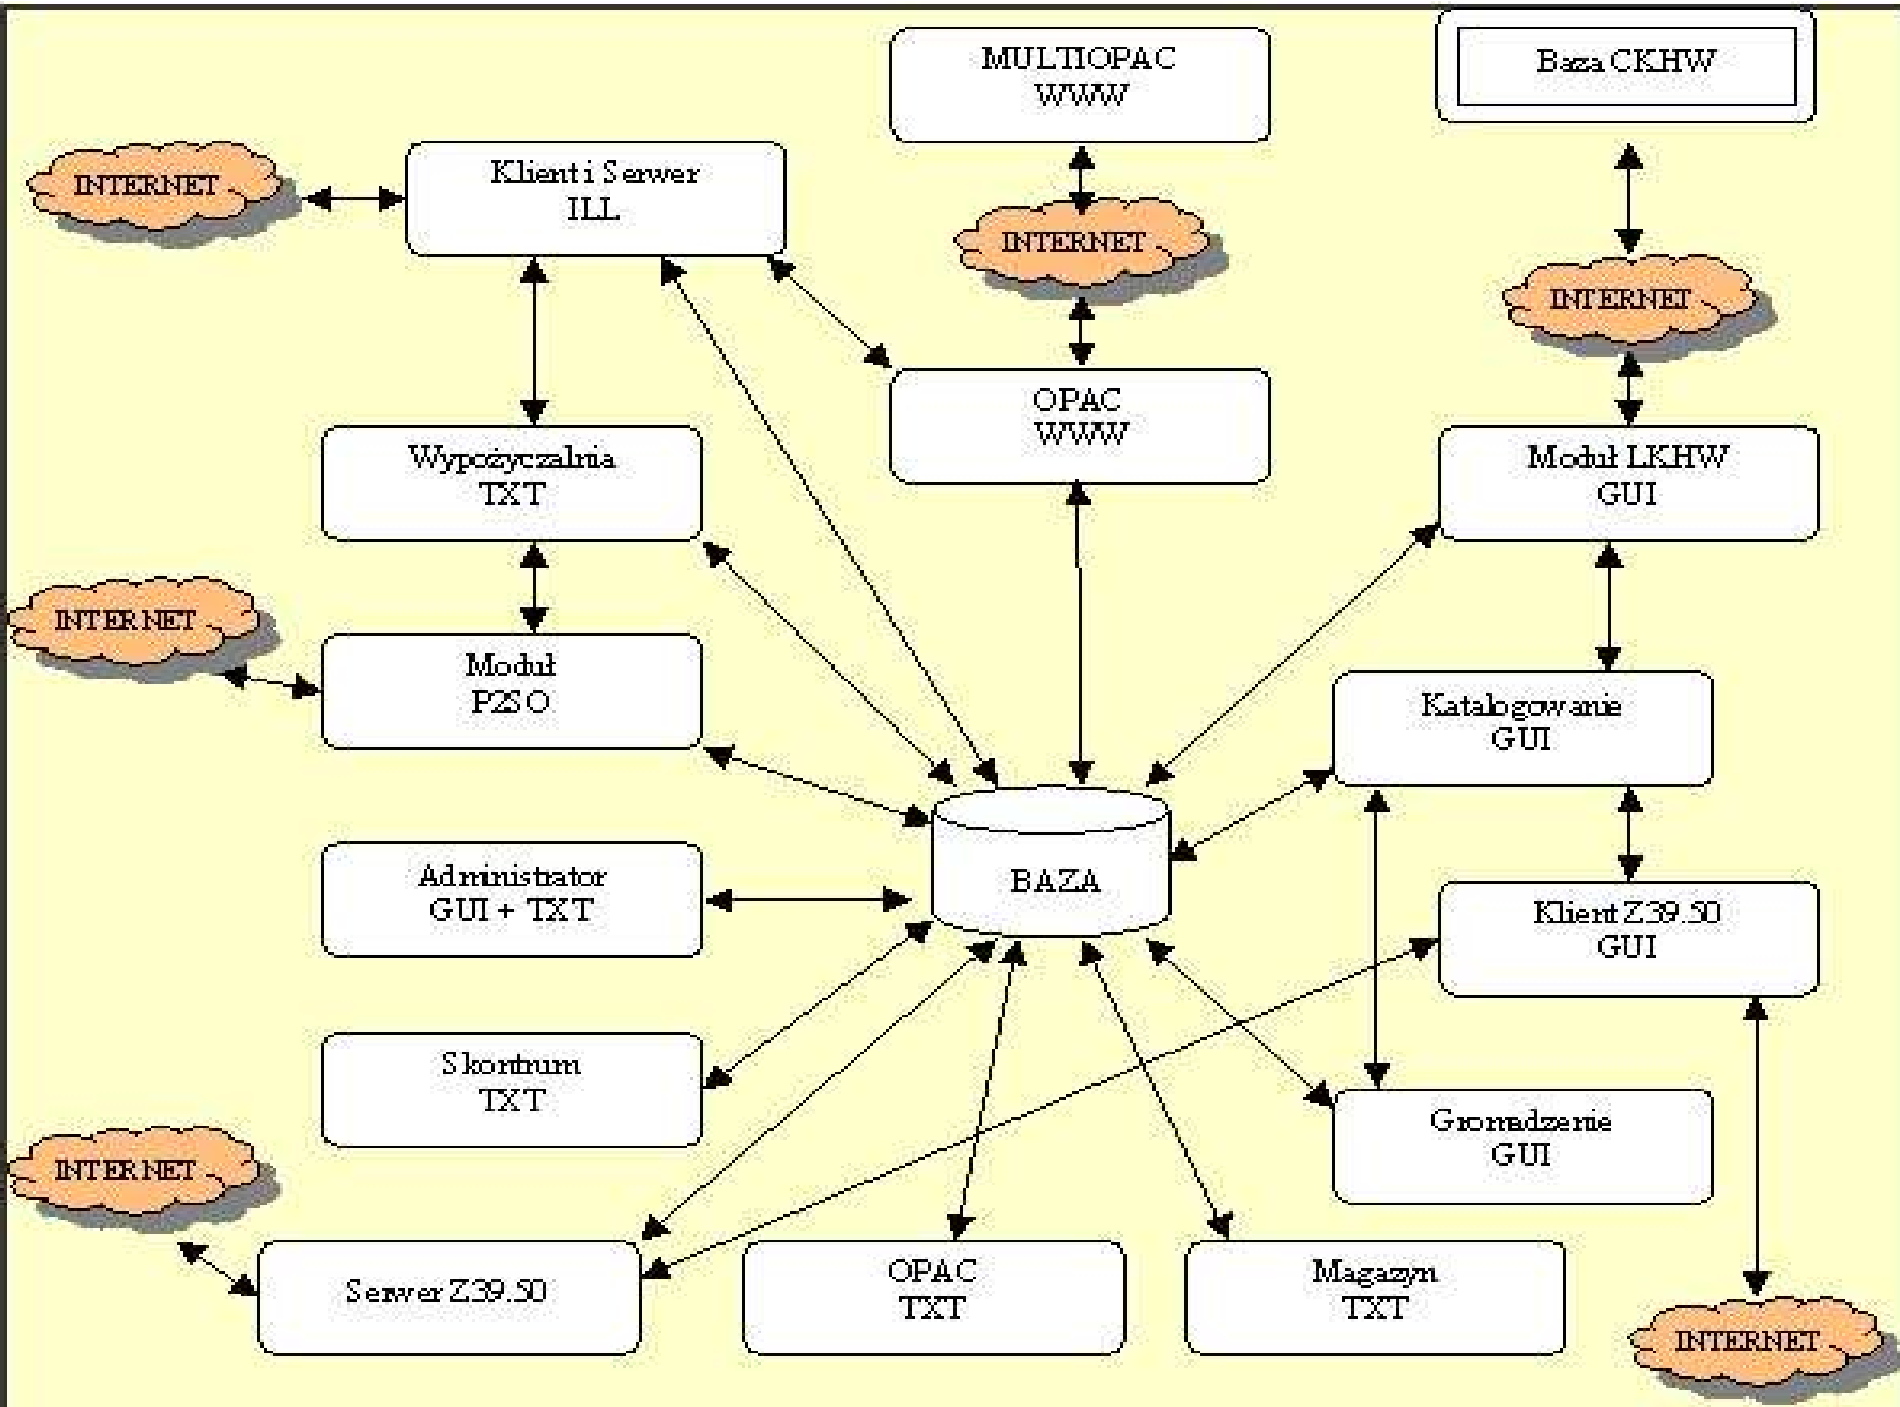 MULTIOPAC
WWW
Baza CKHW
INTERNET
Klient i Serwer
ILL
INTERNET
INTERNET
OPAC
WWW
Wypożyczalnia
TXT
Moduł LKHW
GUI
INTERNET
Moduł
P2SO
Katalogowanie
GUI
Administrator
GUI + TXT
BAZA
Klient Z39.50
GUI
Skontrum
TXT
Gromadzenie
GUI
INTERNET
Serwer Z39.50
OPAC
TXT
Magazyn
TXT
INTERNET